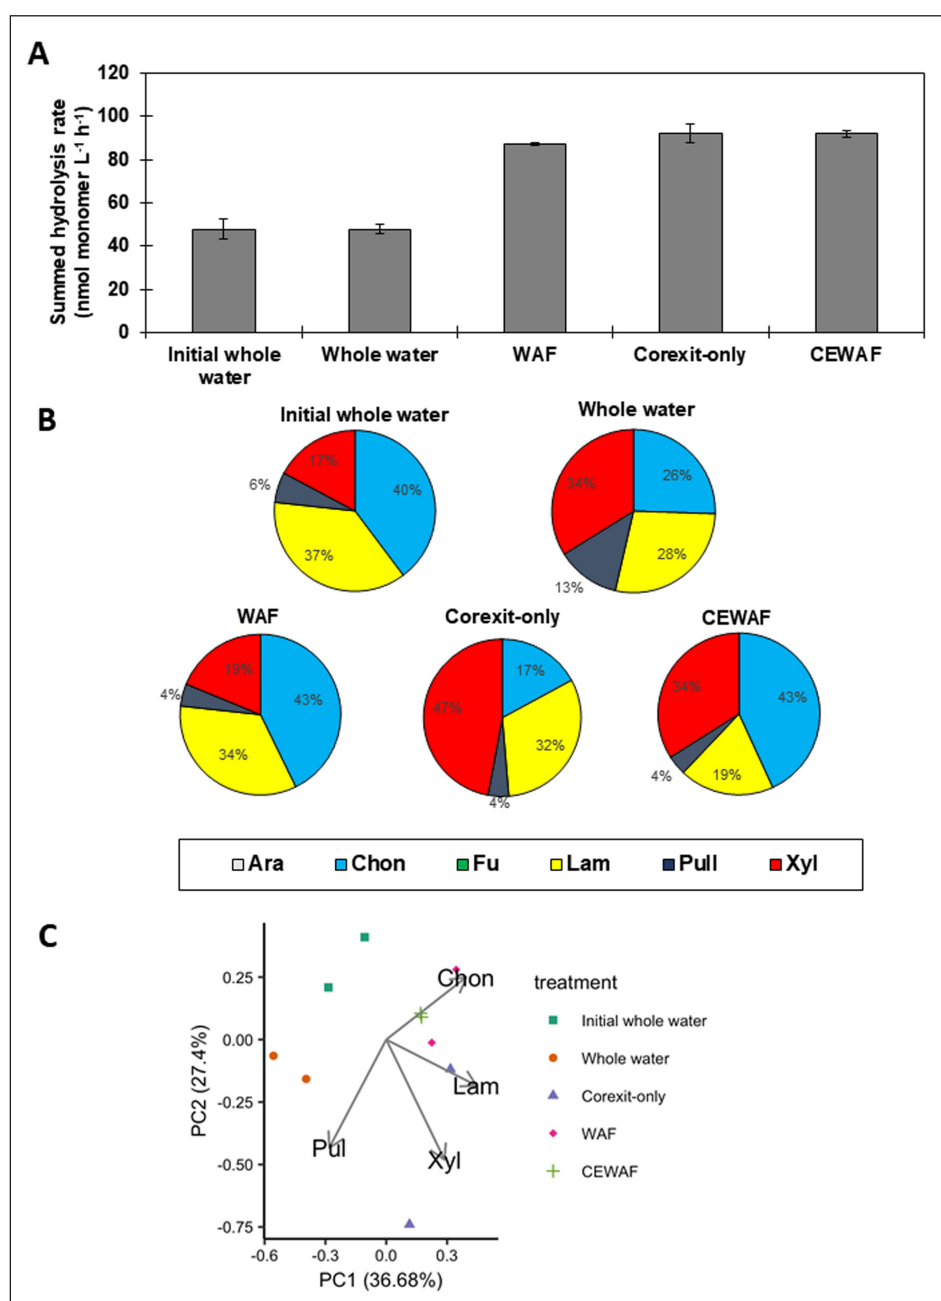 A
Summed hydrolysis rate
(nmol monomer L⁻¹ h⁻¹)
120
100
80
60
40
20
0
Initial whole
water
Whole water
WAF
Corexit-only
CEWAF
B
Initial whole water
17%
6%
40%
37%
Whole water
34%
26%
13%
28%
WAF
19%
4%
43%
34%
Corexit-only
17%
47%
32%
4%
CEWAF
34%
43%
4%
19%
Ara Chon Fu Lam Pull Xyl
C
PC2 (27.4%)
0.25
0.00
-0.25
-0.50
-0.75
Chon
Lam
Pul
Xyl
-0.6 -0.3 0.0 0.3
PC1 (36.68%)
treatment
Initial whole water
Whole water
Corexit-only
WAF
CEWAF